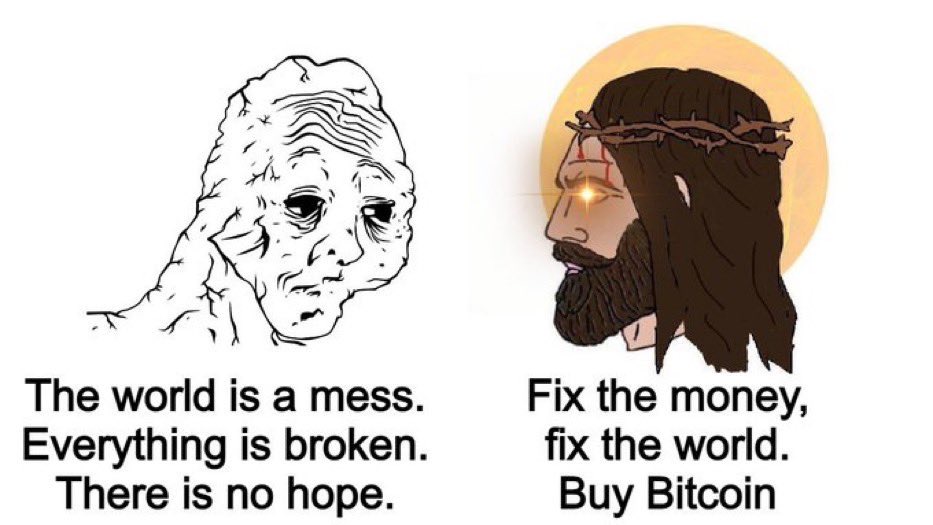 The world is a mess.
Everything is broken.
There is no hope.
Fix the money,
fix the world.
Buy Bitcoin